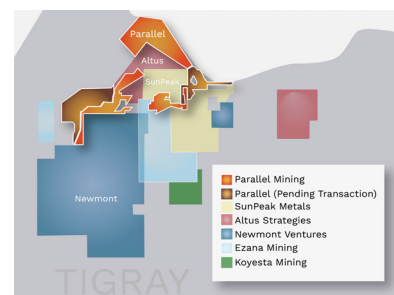 Parallel
Altus
SunPeak
Newmont
Parallel Mining
Parallel (Pending Transaction)
SunPeak Metals
Altus Strategies
Newmont Ventures
Ezana Mining
Koyesta Mining
TIGRAY